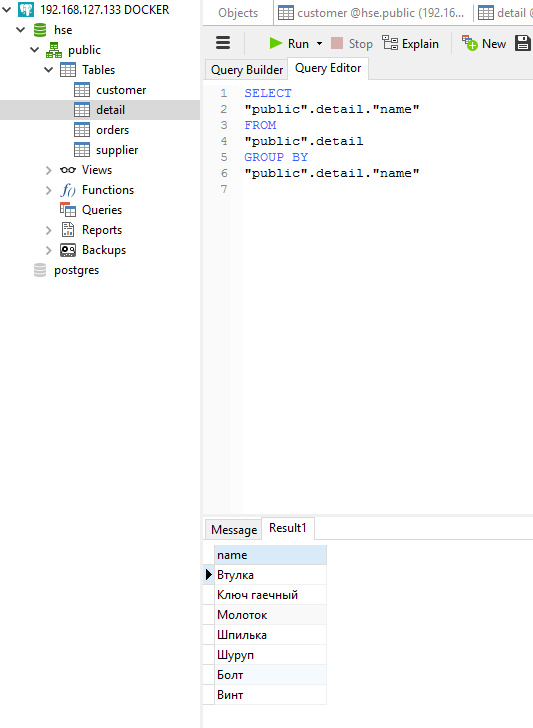 192.168.127.133 DOCKER
hse
public
Tables
customer
detail
orders
supplier
Views
Functions
Queries
Reports
Backups
postgres
Objects
customer @hse.public (192.16...
detail @
Run
Stop
Explain
New
Query Builder
Query Editor
1 SELECT
2 "public".detail."name"
3 FROM
4 "public".detail
5 GROUP BY
6 "public".detail."name"
7
Message
Result1
name
Втулка
Ключ гаечный
Молоток
Шпилька
Шуруп
Болт
Винт